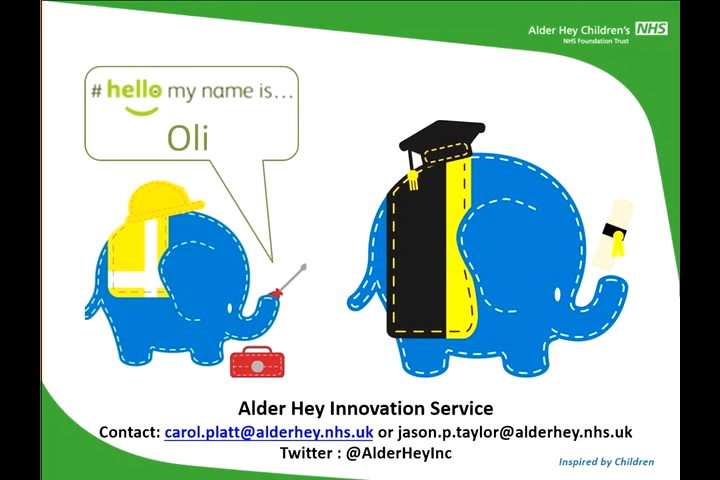 Alder Hey Children's NHS
NHS Foundation Trust
# hello my name is...
Oli
Alder Hey Innovation Service
Contact: carol.platt@alderhey.nhs.uk or jason.p.taylor@alderhey.nhs.uk
Twitter : @AlderHeyInc
Inspired by Children